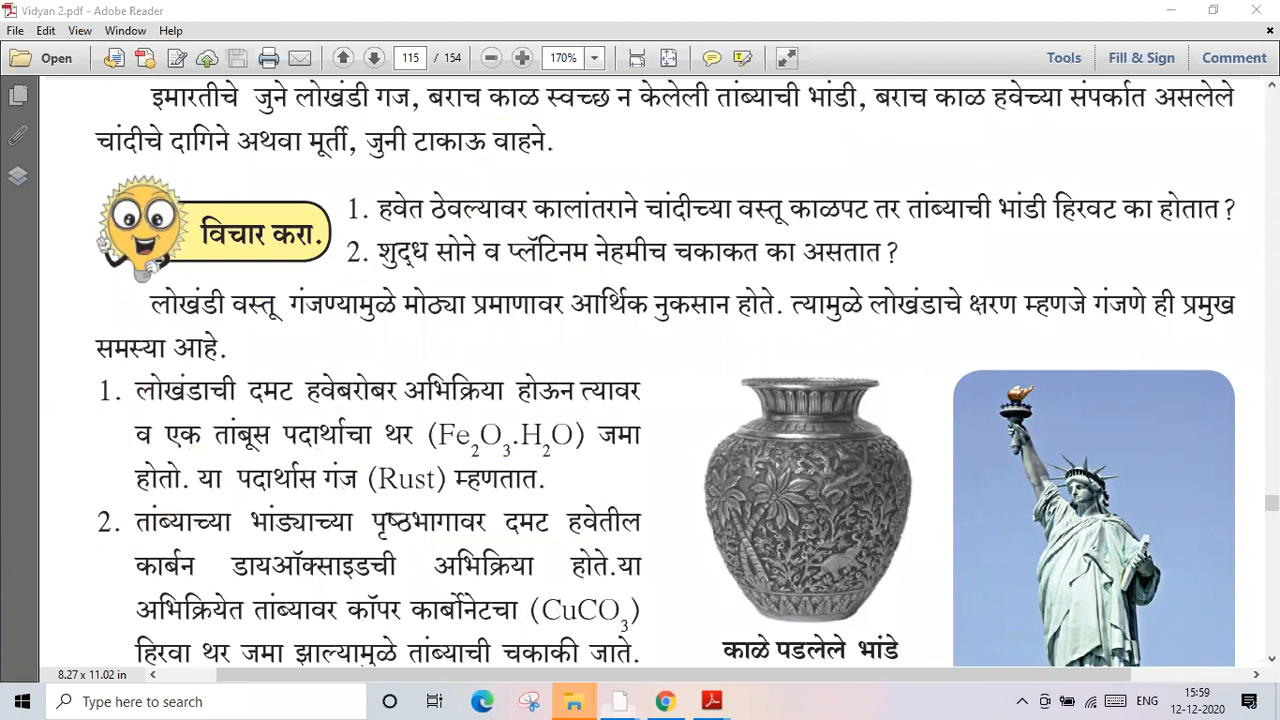 Vidyan 2.pdf - Adobe Reader
File Edit View Window Help
Open 115 / 154 170% Tools Fill & Sign Comment
इमारतीचे जुने लोखंडी गज, बराच काळ स्वच्छ न केलेली तांब्याची भांडी, बराच काळ हवेच्या संपर्कात असलेले
चांदीचे दागिने अथवा मूर्ती, जुनी टाकाऊ वाहने.
विचार करा.
1. हवेत ठेवल्यावर कालांतराने चांदीच्या वस्तू काळपट तर तांब्याची भांडी हिरवट का होतात ?
2. शुद्ध सोने व प्लॅटिनम नेहमीच चकाकत का असतात ?
लोखंडी वस्तू गंजण्यामुळे मोठ्या प्रमाणावर आर्थिक नुकसान होते. त्यामुळे लोखंडाचे क्षरण म्हणजे गंजणे ही प्रमुख
समस्या आहे.
1. लोखंडाची दमट हवेबरोबर अभिक्रिया होऊन त्यावर
व एक तांबूस पदार्थाचा थर (Fe₂O₃.H₂O) जमा
होतो. या पदार्थास गंज (Rust) म्हणतात.
2. तांब्याच्या भांड्याच्या पृष्ठभागावर दमट हवेतील
कार्बन डायऑक्साइडची अभिक्रिया होते.या
अभिक्रियेत तांब्यावर कॉपर कार्बोनेटचा (CuCO₃)
हिरवा थर जमा झाल्यामुळे तांब्याची चकाकी जाते.
काळे पडलेले भांडे
8.27 x 11.02 in
Type here to search
ENG
15:59
12-12-2020